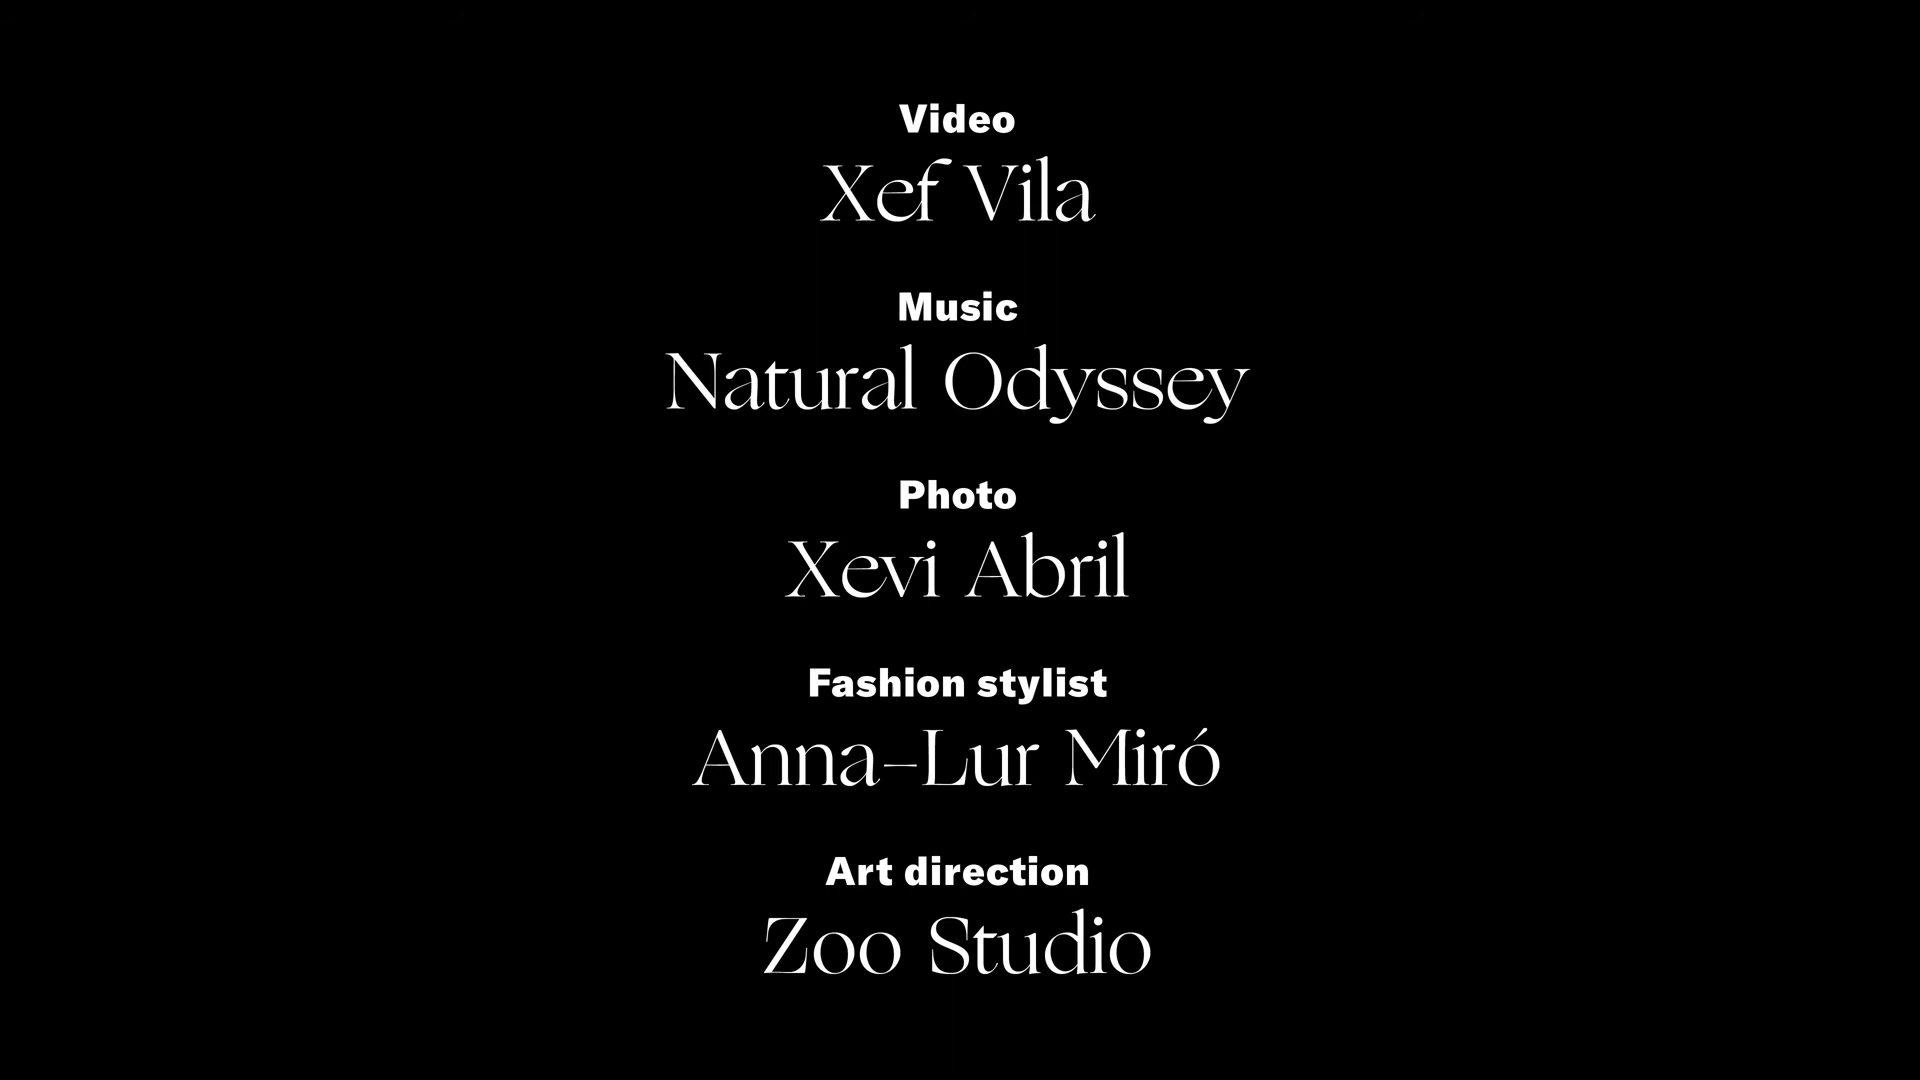 Video
Xef Vila
Music
Natural Odyssey
Photo
Xevi Abril
Fashion stylist
Anna-Lur Miró
Art direction
Zoo Studio